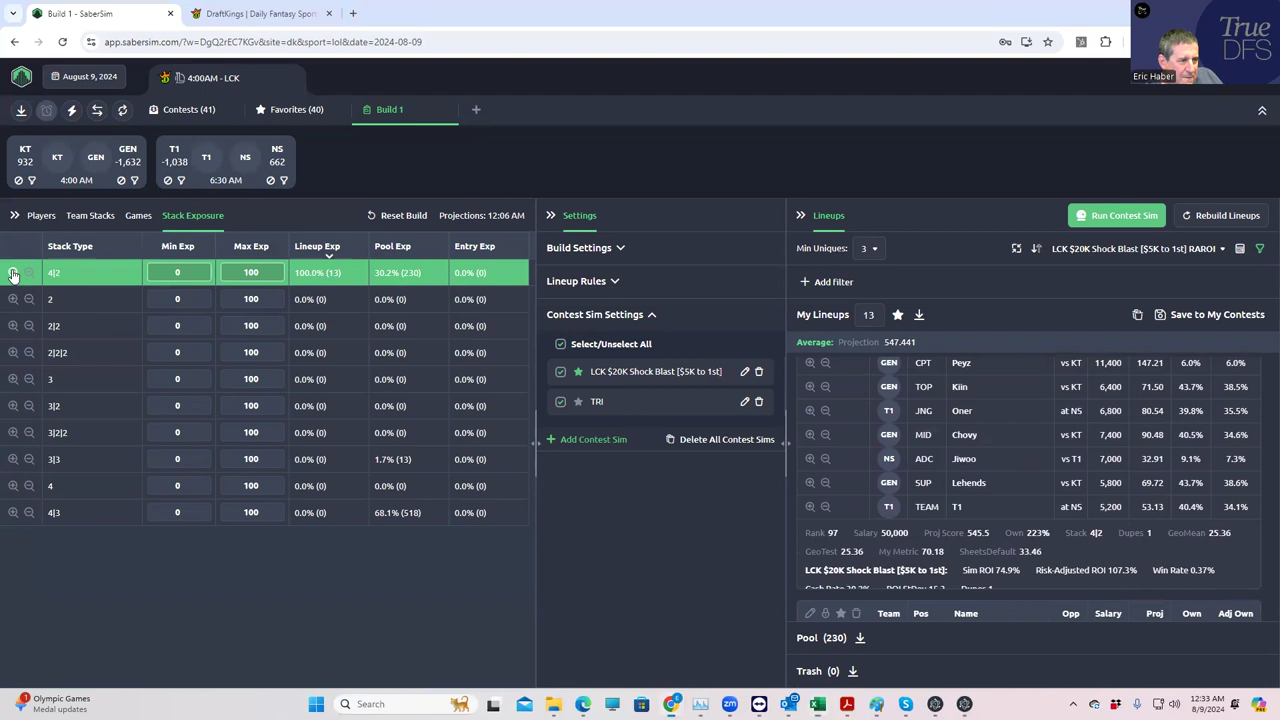 Build 1 - SaberSim
DraftKings | Daily Fantasy Sport
app.sabersim.com/?w=DgQ2rEC7KGv&site=dk&sport=lol&date=2024-08-09
True DFS
Eric Haber
August 9, 2024
4:00AM - LCK
Contests (41)
Favorites (40)
Build 1
KT KT GEN GEN
932 -1,632
4:00 AM
T1 T1 NS NS
-1,038 662
6:30 AM
Players Team Stacks Games Stack Exposure Reset Build Projections: 12:06 AM
Stack Type Min Exp Max Exp Lineup Exp Pool Exp Entry Exp
4|2 0 100 100.0% (13) 30.2% (230) 0.0% (0)
2 0 100 0.0% (0) 0.0% (0) 0.0% (0)
2|2 0 100 0.0% (0) 0.0% (0) 0.0% (0)
2|2|2 0 100 0.0% (0) 0.0% (0) 0.0% (0)
3 0 100 0.0% (0) 0.0% (0) 0.0% (0)
3|2 0 100 0.0% (0) 0.0% (0) 0.0% (0)
3|2|2 0 100 0.0% (0) 0.0% (0) 0.0% (0)
3|3 0 100 0.0% (0) 1.7% (13) 0.0% (0)
4 0 100 0.0% (0) 0.0% (0) 0.0% (0)
4|3 0 100 0.0% (0) 68.1% (518) 0.0% (0)
Settings
Build Settings
Lineup Rules
Contest Sim Settings
Select/Unselect All
LCK $20K Shock Blast [$5K to 1st]
TRI
Add Contest Sim
Delete All Contest Sims
Lineups
Run Contest Sim
Rebuild Lineups
Min Uniques: 3
LCK $20K Shock Blast [$5K to 1st] RAROI
Add filter
My Lineups 13
Save to My Contests
Average: Projection 547.441
GEN CPT Peyz vs KT 11,400 147.21 6.0% 6.0%
GEN TOP Kiin vs KT 6,400 71.50 43.7% 38.5%
T1 JNG Oner at NS 6,800 80.54 39.8% 35.5%
GEN MID Chovy vs KT 7,400 90.48 40.5% 34.6%
NS ADC Jiwoo vs T1 7,000 32.91 9.1% 7.3%
GEN SUP Lehends vs KT 5,800 69.72 43.7% 38.6%
T1 TEAM T1 at NS 5,200 53.13 40.4% 34.1%
Rank 97 Salary 50,000 Proj Score 545.5 Own 223% Stack 4|2 Dupes 1 GeoMean 25.36
GeoTest 25.36 My Metric 70.18 SheetsDefault 33.46
LCK $20K Shock Blast [$5K to 1st]: Sim ROI 74.9% Risk-Adjusted ROI 107.3% Win Rate 0.37%
Team Pos Name Opp Salary Proj Own Adj Own
Pool (230)
Trash (0)
1
Olympic Games
Medal updates
Search
12:33 AM
8/9/2024